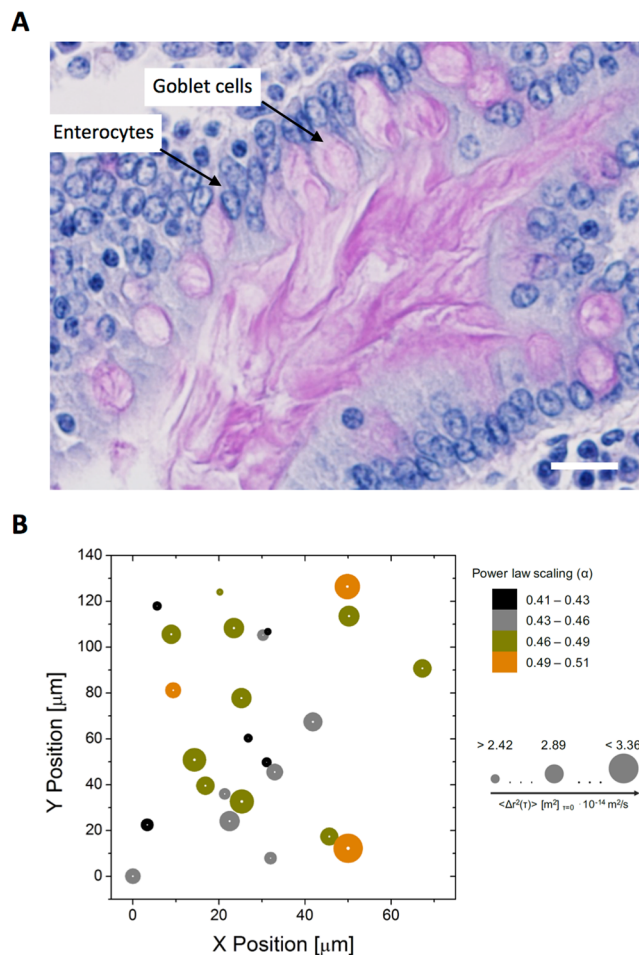 A
Goblet cells
Enterocytes
B
140
120
100
80
60
40
20
0
Y Position [μm]
0
20
40
60
X Position [μm]
Power law scaling (α)
0.41 – 0.43
0.43 – 0.46
0.46 – 0.49
0.49 – 0.51
> 2.42
2.89
< 3.36
<Δr²(τ)> [m²] τ=0 · 10⁻¹⁴ m²/s